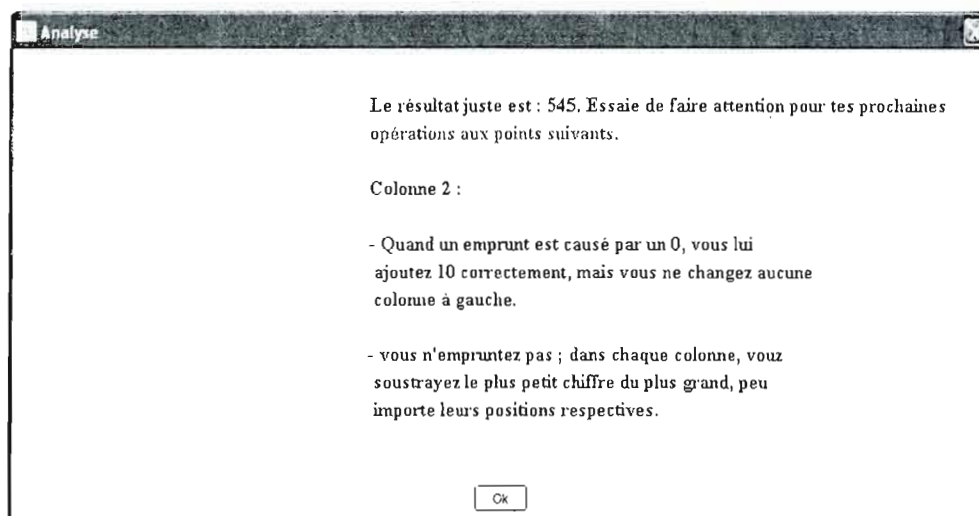 Analyse
Le résultat juste est : 545. Essaie de faire attention pour tes prochaines
opérations aux points suivants.
Colonne 2 :
- Quand un emprunt est causé par un 0, vous lui
ajoutez 10 correctement, mais vous ne changez aucune
colonne à gauche.
- vous n'empruntez pas ; dans chaque colonne, vouz
soustrayez le plus petit chiffre du plus grand, peu
importe leurs positions respectives.
Ok